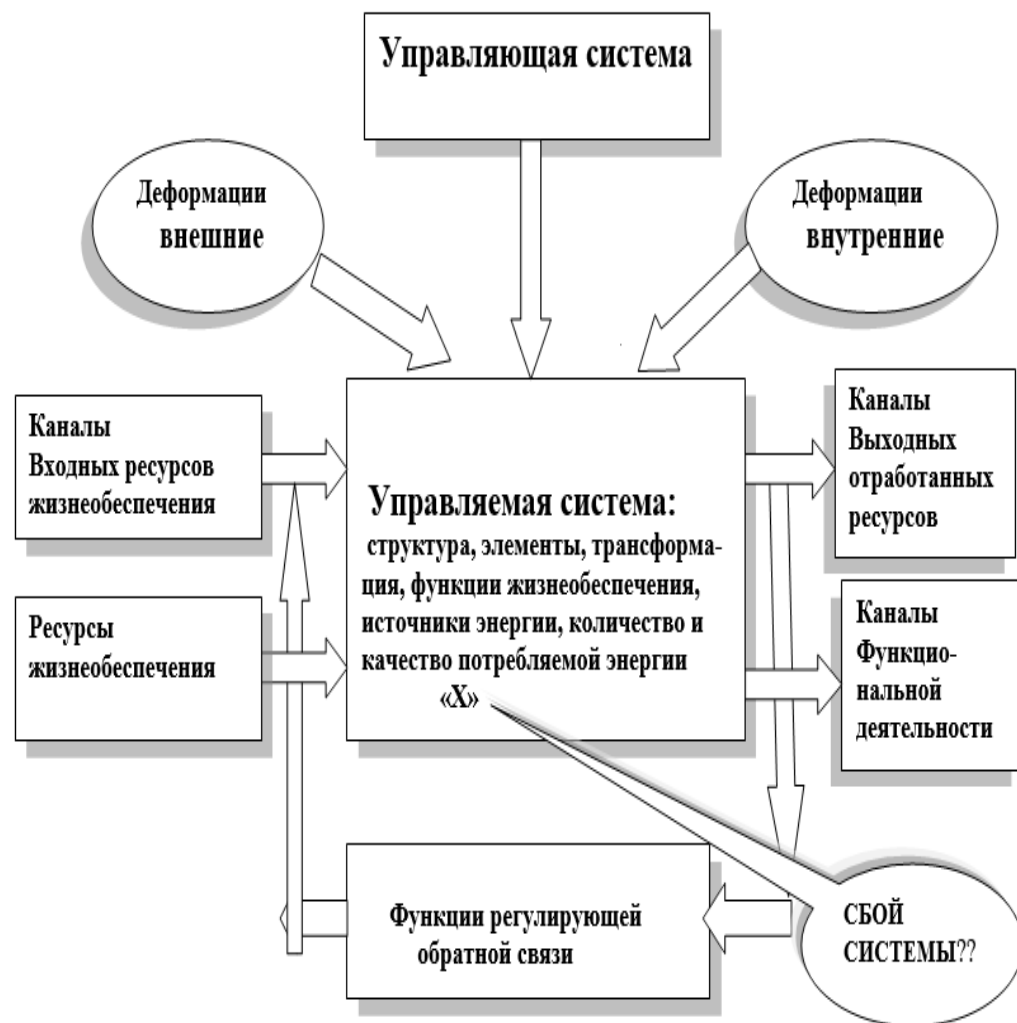 Управляющая система
Деформации
внешние
Деформации
внутренние
Каналы
Входных ресурсов
жизнеобеспечения
Ресурсы
жизнеобеспечения
Управляемая система:
структура, элементы, трансформа-
ция, функции жизнеобеспечения,
источники энергии, количество и
качество потребляемой энергии
«Х»
Каналы
Выходных
отработанных
ресурсов
Каналы
Функцио-
нальной
деятельности
Функции регулирующей
обратной связи
СБОЙ
СИСТЕМЫ??